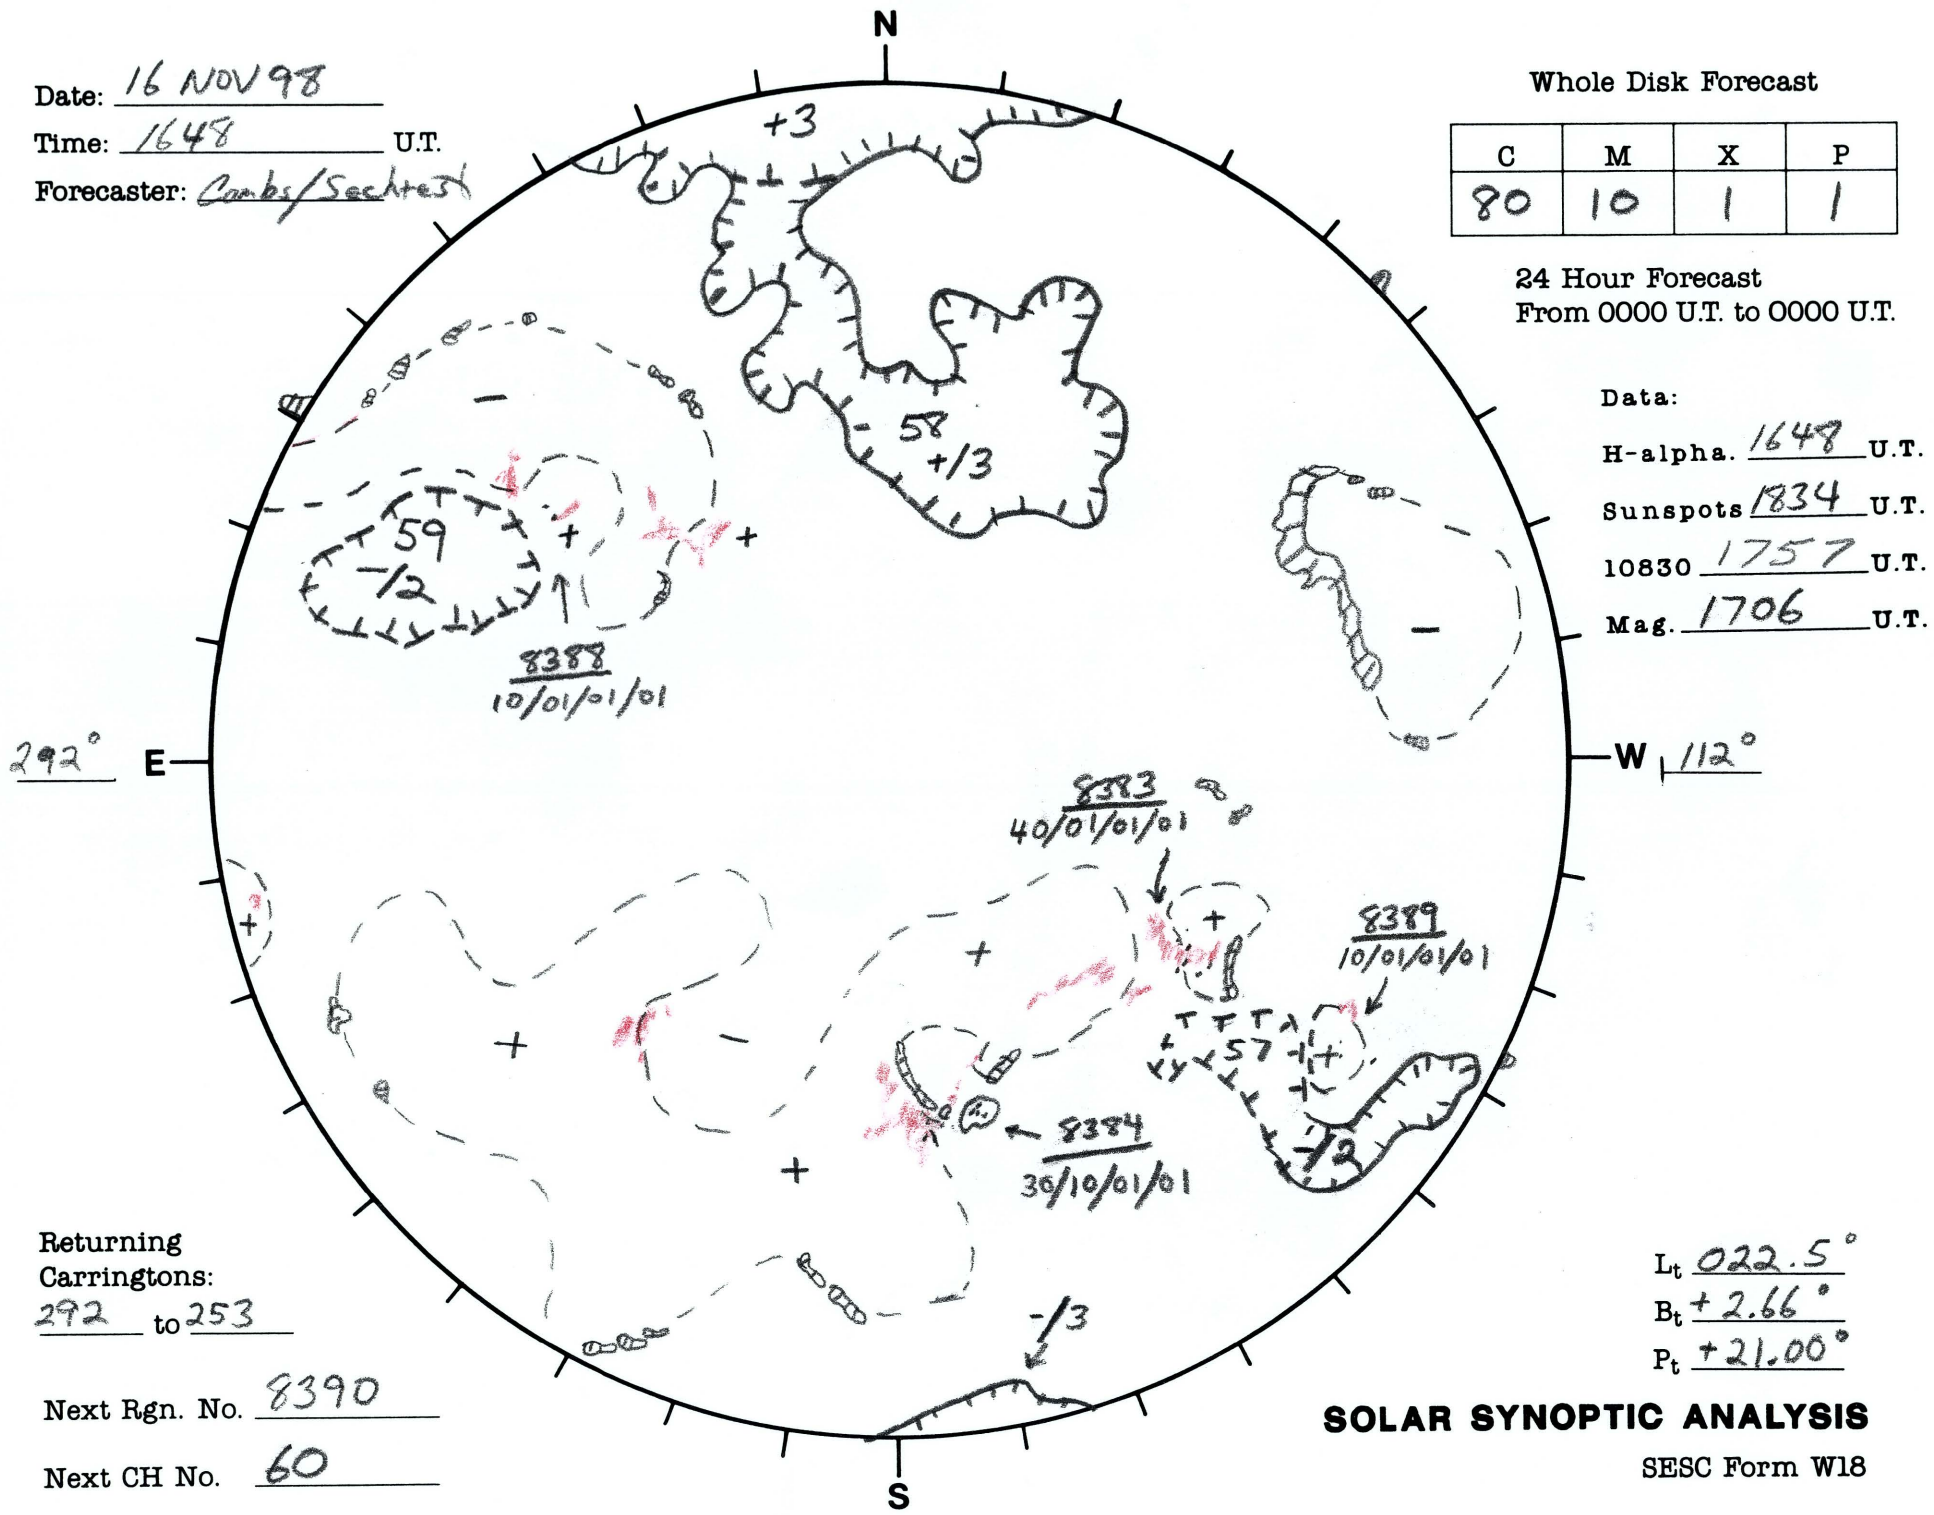 N
Date: 16 NOV 98
Time: 1648 U.T.
Forecaster: Combs/
Whole Disk Forecast
C M X P
80 10 1 1
24 Hour Forecast
From 0000 U.T. to 0000 U.T.
Data:
H-alpha. 1648 U.T.
Sunspots 1834 U.T.
10830 1757 U.T.
Mag. 1706 U.T.
+3
58
+/3
-
59
-/2
+
+
8388
10/01/01/01
-
292° E
W 112°
8383
40/01/01/01
+
+
+
8389
10/01/01/01
+
-
57
+
-/3
8384
30/10/01/01
+
-/3
Returning
Carringtons:
292 to 253
Next Rgn. No. 8390
Next CH No. 60
Lt 022.5°
Bt +2.66°
Pt +21.00°
SOLAR SYNOPTIC ANALYSIS
SESC Form W18
S